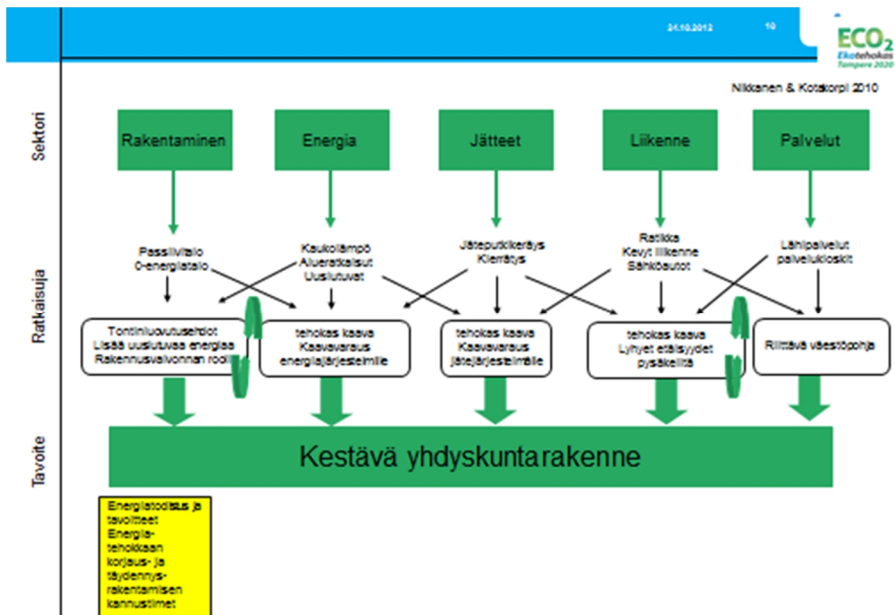 24.10.2012
10
ECO2
Ekotehokas
Tampere 2020
Nikkanen & Kotakorpi 2010
Sektori
Rakentaminen
Energia
Jätteet
Liikenne
Palvelut
Ratkaisuja
Passiivitalo
0-energiatalo
Kaukolämpö
Alueratkaisut
Uusiutuvat
Jäteputkikeräys
Kierrätys
Ratikka
Kevyt liikenne
Sähköautot
Lähipalvelut
palvelukioskit
Tontinluovutusehdot
Lisää uusiutuvaa energiaa
Rakennusvalvonnan rooli
tehokas kaava
Kaavavaraus
energiajärjestelmille
tehokas kaava
Kaavavaraus
jätejärjestelmälle
tehokas kaava
Lyhyet etäisyydet
pysäkeiltä
Riittävä väestöpohja
Tavoite
Kestävä yhdyskuntarakenne
Energiatodistus ja
tavoitteet
Energia-
tehokkaan
korjaus- ja
täydennys-
rakentamisen
kannustimet